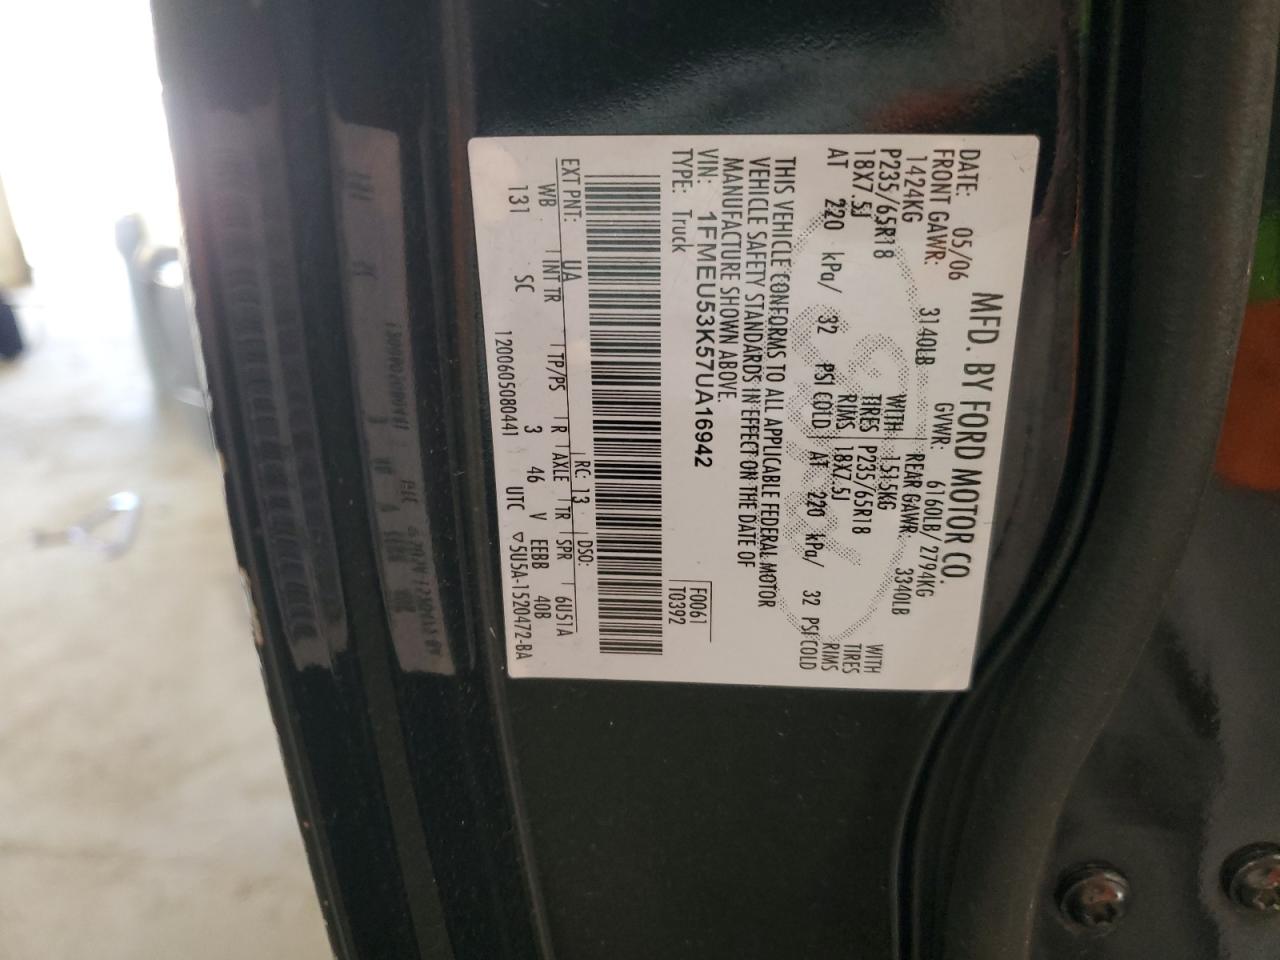 MFD. BY FORD MOTOR CO.
DATE: 05/06 GVWR: 6160LB/ 2794KG
FRONT GAWR: 3140LB REAR GAWR: 3340LB
1424KG WITH 1515KG WITH
P235/65R18 TIRES P235/65R18 TIRES
18X7.5J RIMS 18X7.5J RIMS
AT 220 kPa/ 32 PSI COLD AT 220 kPa/ 32 PSI COLD
THIS VEHICLE CONFORMS TO ALL APPLICABLE FEDERAL MOTOR
VEHICLE SAFETY STANDARDS IN EFFECT ON THE DATE OF
MANUFACTURE SHOWN ABOVE.
VIN: 1FMEU53K57UA16942 F0061
TYPE: Truck T0392
EXT PNT: UA RC: 13 DSO:
WB INT TR TP/PS R AXLE TR SPR 6U51A
131 SC 3 46 V EEBB 40B
1200605080441 UTC ▽5U5A-1520472-BA